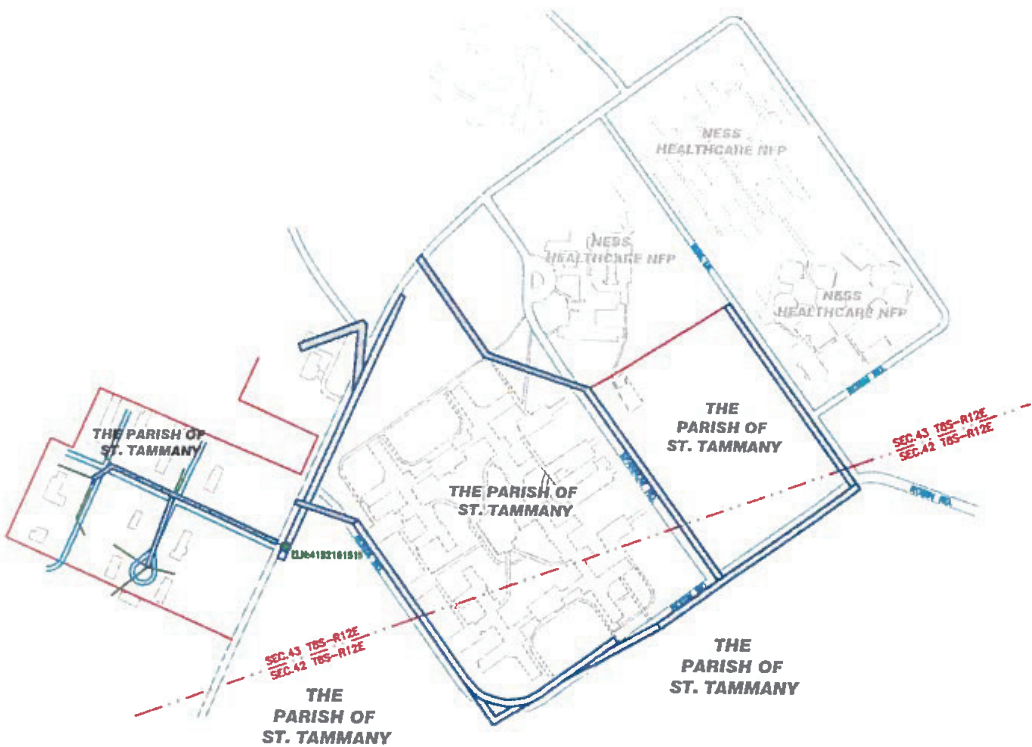 NESS
HEALTHCARE NFP
NESS
HEALTHCARE NFP
NESS
HEALTHCARE NFP
THE
PARISH OF
ST. TAMMANY
SEC.43 T8S-R12E
SEC.42 T8S-R12E
THE PARISH OF
ST. TAMMANY
THE PARISH OF
ST. TAMMANY
SEC.43 T8S-R12E
SEC.42 T8S-R12E
THE
PARISH OF
ST. TAMMANY
THE
PARISH OF
ST. TAMMANY